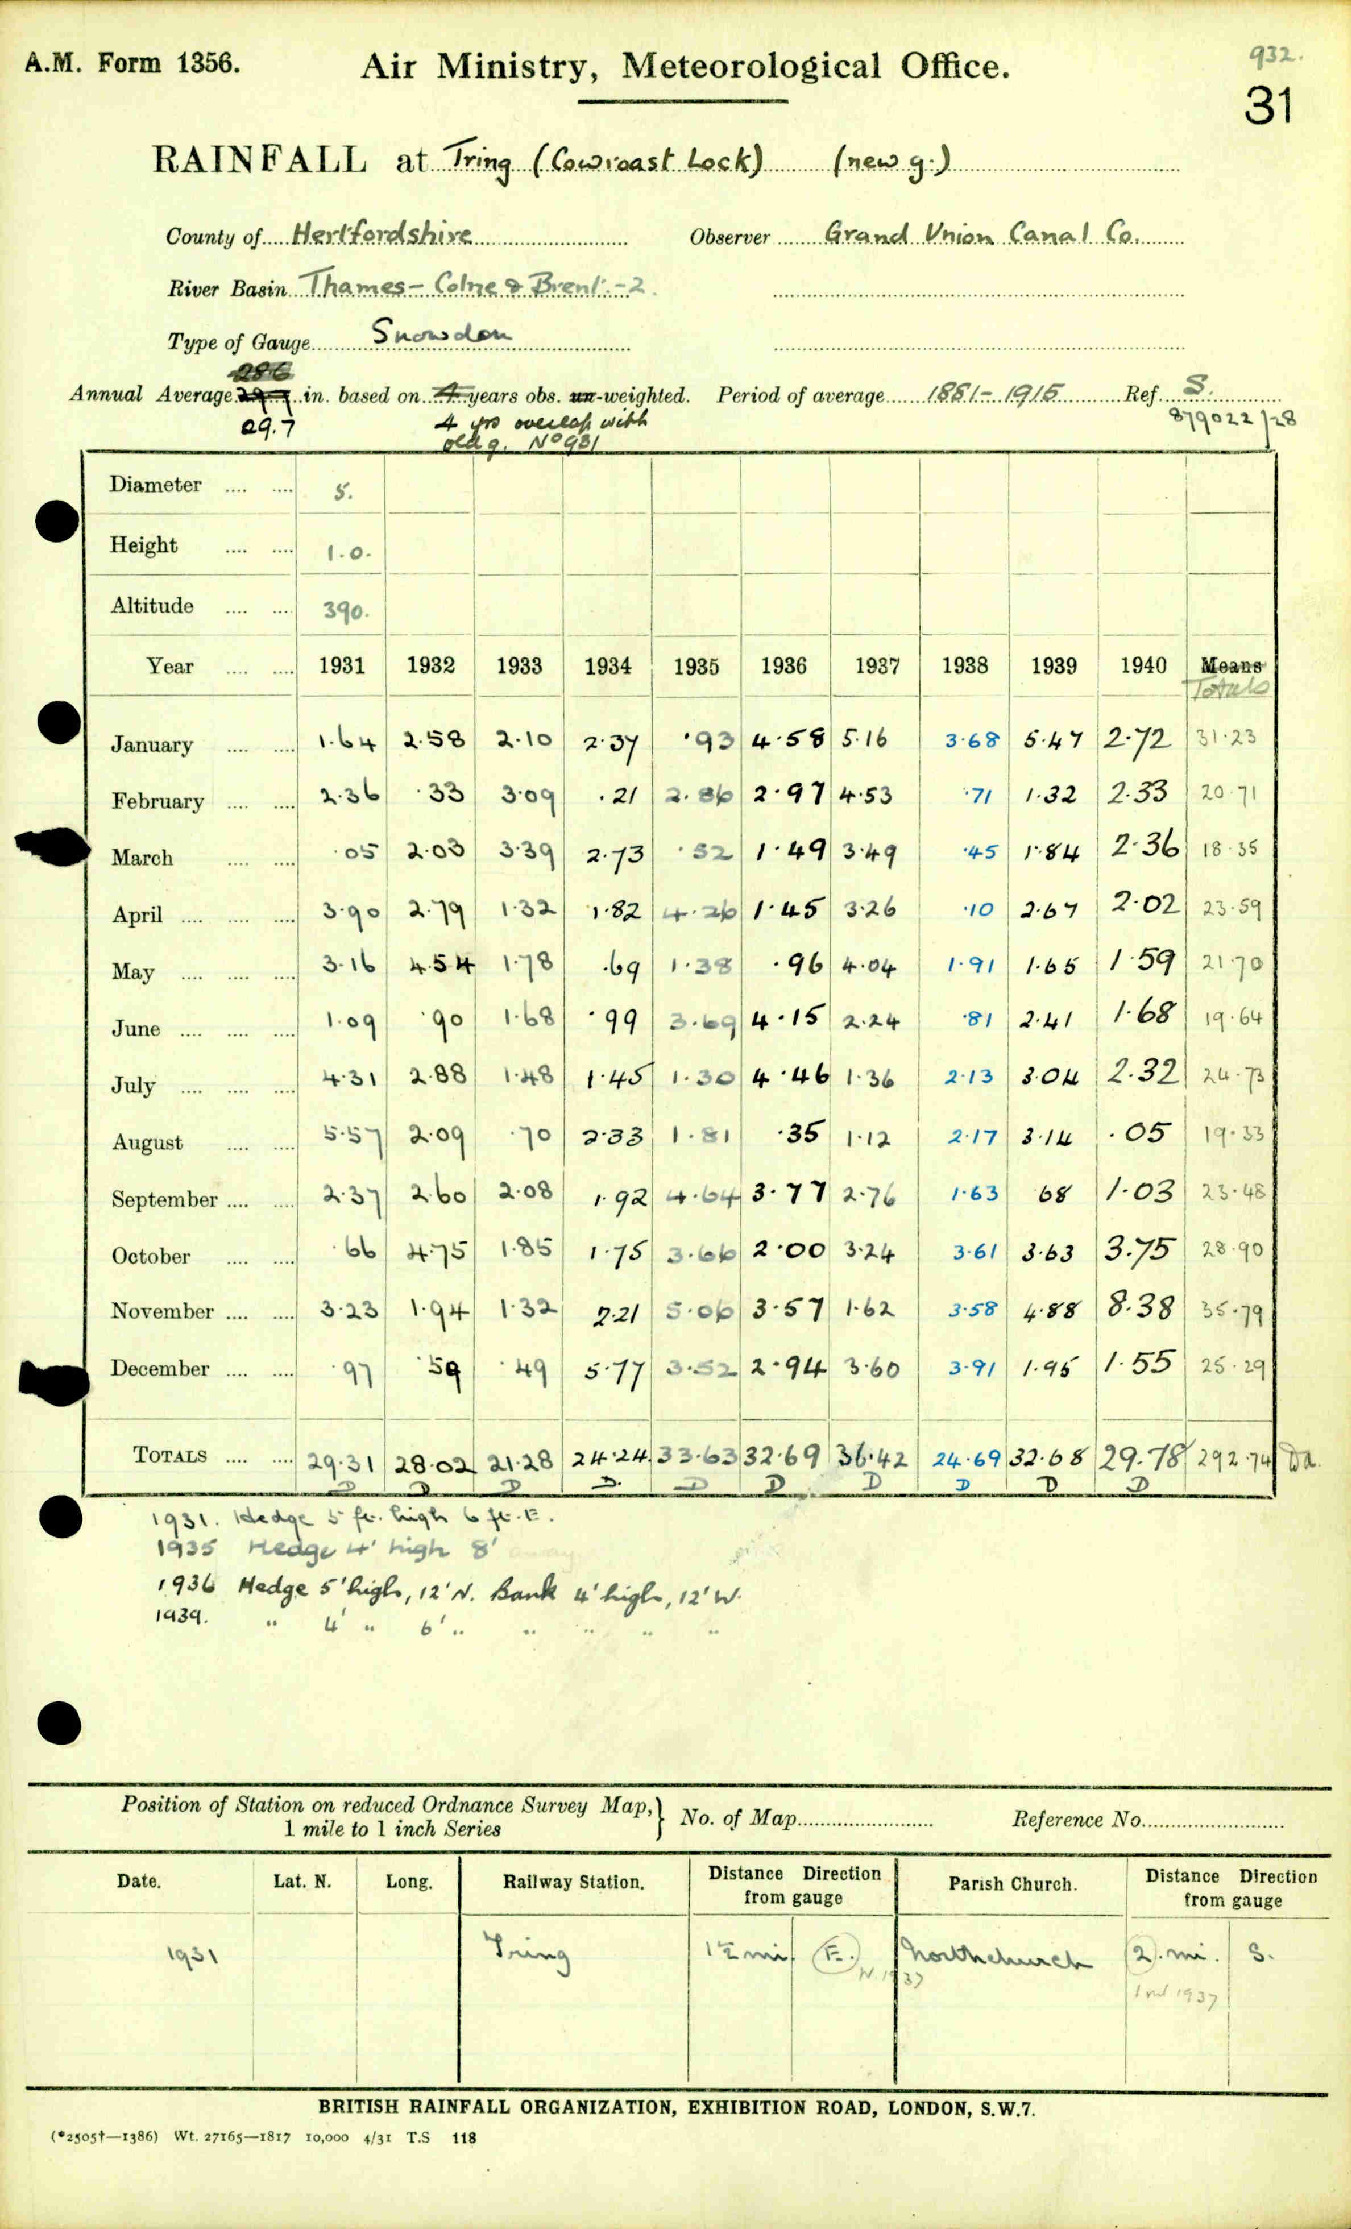 A.M. Form 1356.
Air Ministry, Meteorological Office.
932.
31
RAINFALL at Tring (Cowroast Lock) (new g.)
County of Hertfordshire Observer Grand Union Canal Co.
River Basin Thames - Colne & Brent. - 2.
Type of Gauge Snowdon
286
Annual Average in. based on 4 years obs. un-weighted. Period of average 1881-1915 Ref. S.
29.7 4 yrs overlap with 879022/28
old g. No 931
Diameter .... .... 5.
Height .... .... 1.0.
Altitude .... .... 390.
Year .... .... 1931 1932 1933 1934 1935 1936 1937 1938 1939 1940 Means
Totals
January .... .... 1.64 2.58 2.10 2.37 .93 4.58 5.16 3.68 5.47 2.72 31.23
February .... .... 2.36 .33 3.09 .21 2.86 2.97 4.53 .71 1.32 2.33 20.71
March .... .... .05 2.03 3.39 2.73 .52 1.49 3.49 .45 1.84 2.36 18.35
April .... .... .... 3.90 2.79 1.32 1.82 4.26 1.45 3.26 .10 2.67 2.02 23.59
May .... .... .... 3.16 4.54 1.78 .69 1.38 .96 4.04 1.91 1.65 1.59 21.70
June .... .... .... 1.09 .90 1.68 .99 3.69 4.15 2.24 .81 2.41 1.68 19.64
July .... .... .... 4.31 2.88 1.48 1.45 1.30 4.46 1.36 2.13 3.04 2.32 24.73
August .... .... 5.57 2.09 .70 2.33 1.81 .35 1.12 2.17 3.14 .05 19.33
September .... .... 2.37 2.60 2.08 1.92 4.64 3.77 2.76 1.63 68 1.03 23.48
October .... .... .66 4.75 1.85 1.75 3.66 2.00 3.24 3.61 3.63 3.75 28.90
November .... .... 3.23 1.94 1.32 2.21 5.06 3.57 1.62 3.58 4.88 8.38 35.79
December .... .... .97 .59 .49 5.77 3.52 2.94 3.60 3.91 1.95 1.55 25.29
TOTALS .... .... 29.31 28.02 21.28 24.24 33.63 32.69 36.42 24.69 32.68 29.78 292.74 Da.
D D D D D D D D D D
1931. Hedge 5 ft. high 6 ft. E.
1935 Hedge 4' high 8' away
1936 Hedge 5' high, 12' N. Bank 4' high, 12' W.
1939. " 4' " 6' " " " " "
Position of Station on reduced Ordnance Survey Map,} No. of Map Reference No.
1 mile to 1 inch Series
Date. Lat. N. Long. Railway Station. Distance Direction from gauge Parish Church. Distance Direction from gauge
1931 Tring 1½ mi. E. Northchurch 2. mi. S.
W 1937 1 m 1937
BRITISH RAINFALL ORGANIZATION, EXHIBITION ROAD, LONDON, S.W.7.
(*2505†—1386) Wt. 27165—1817 10,000 4/31 T.S 118